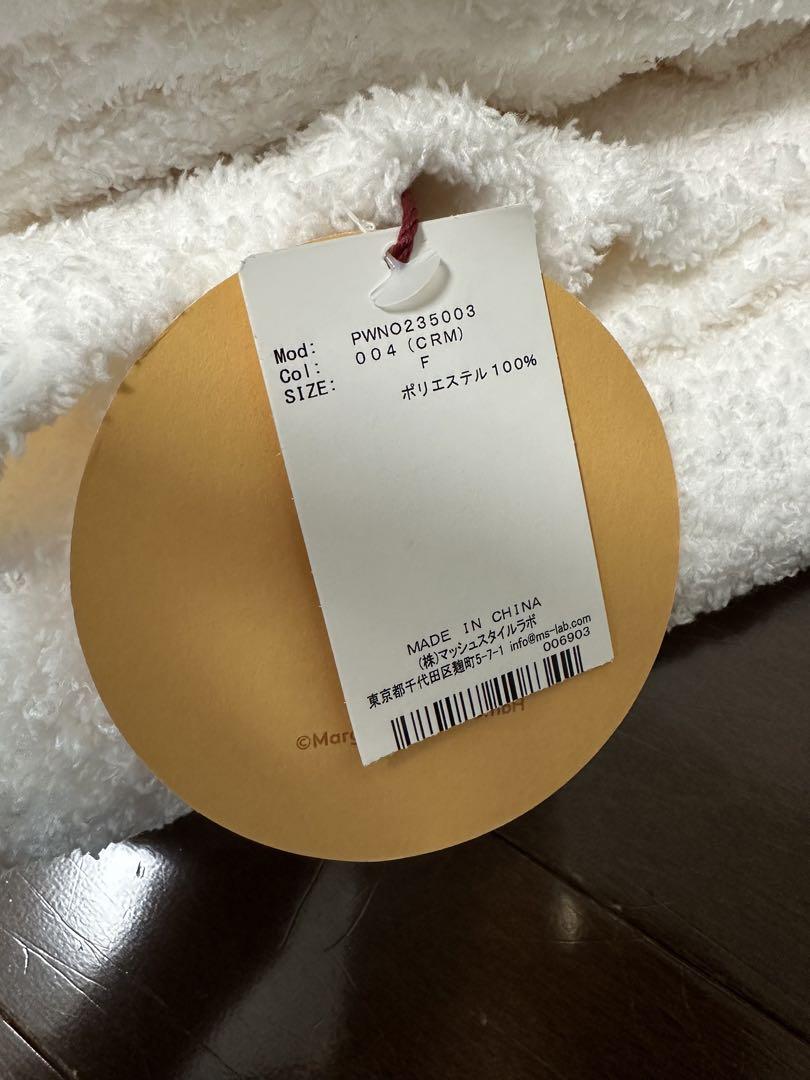 Mod: PWNO235003
Col: 004 (CRM)
SIZE: F
ポリエステル100%
MADE IN CHINA
(株)マッシュスタイルラボ
東京都千代田区麹町5-7-1 info@ms-lab.com
006903